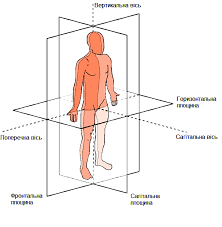 Вертикальна вісь
Горизонтальна
площина
Поперечна вісь
Сагітальна вісь
Фронтальна
площина
Сагітальна
площина